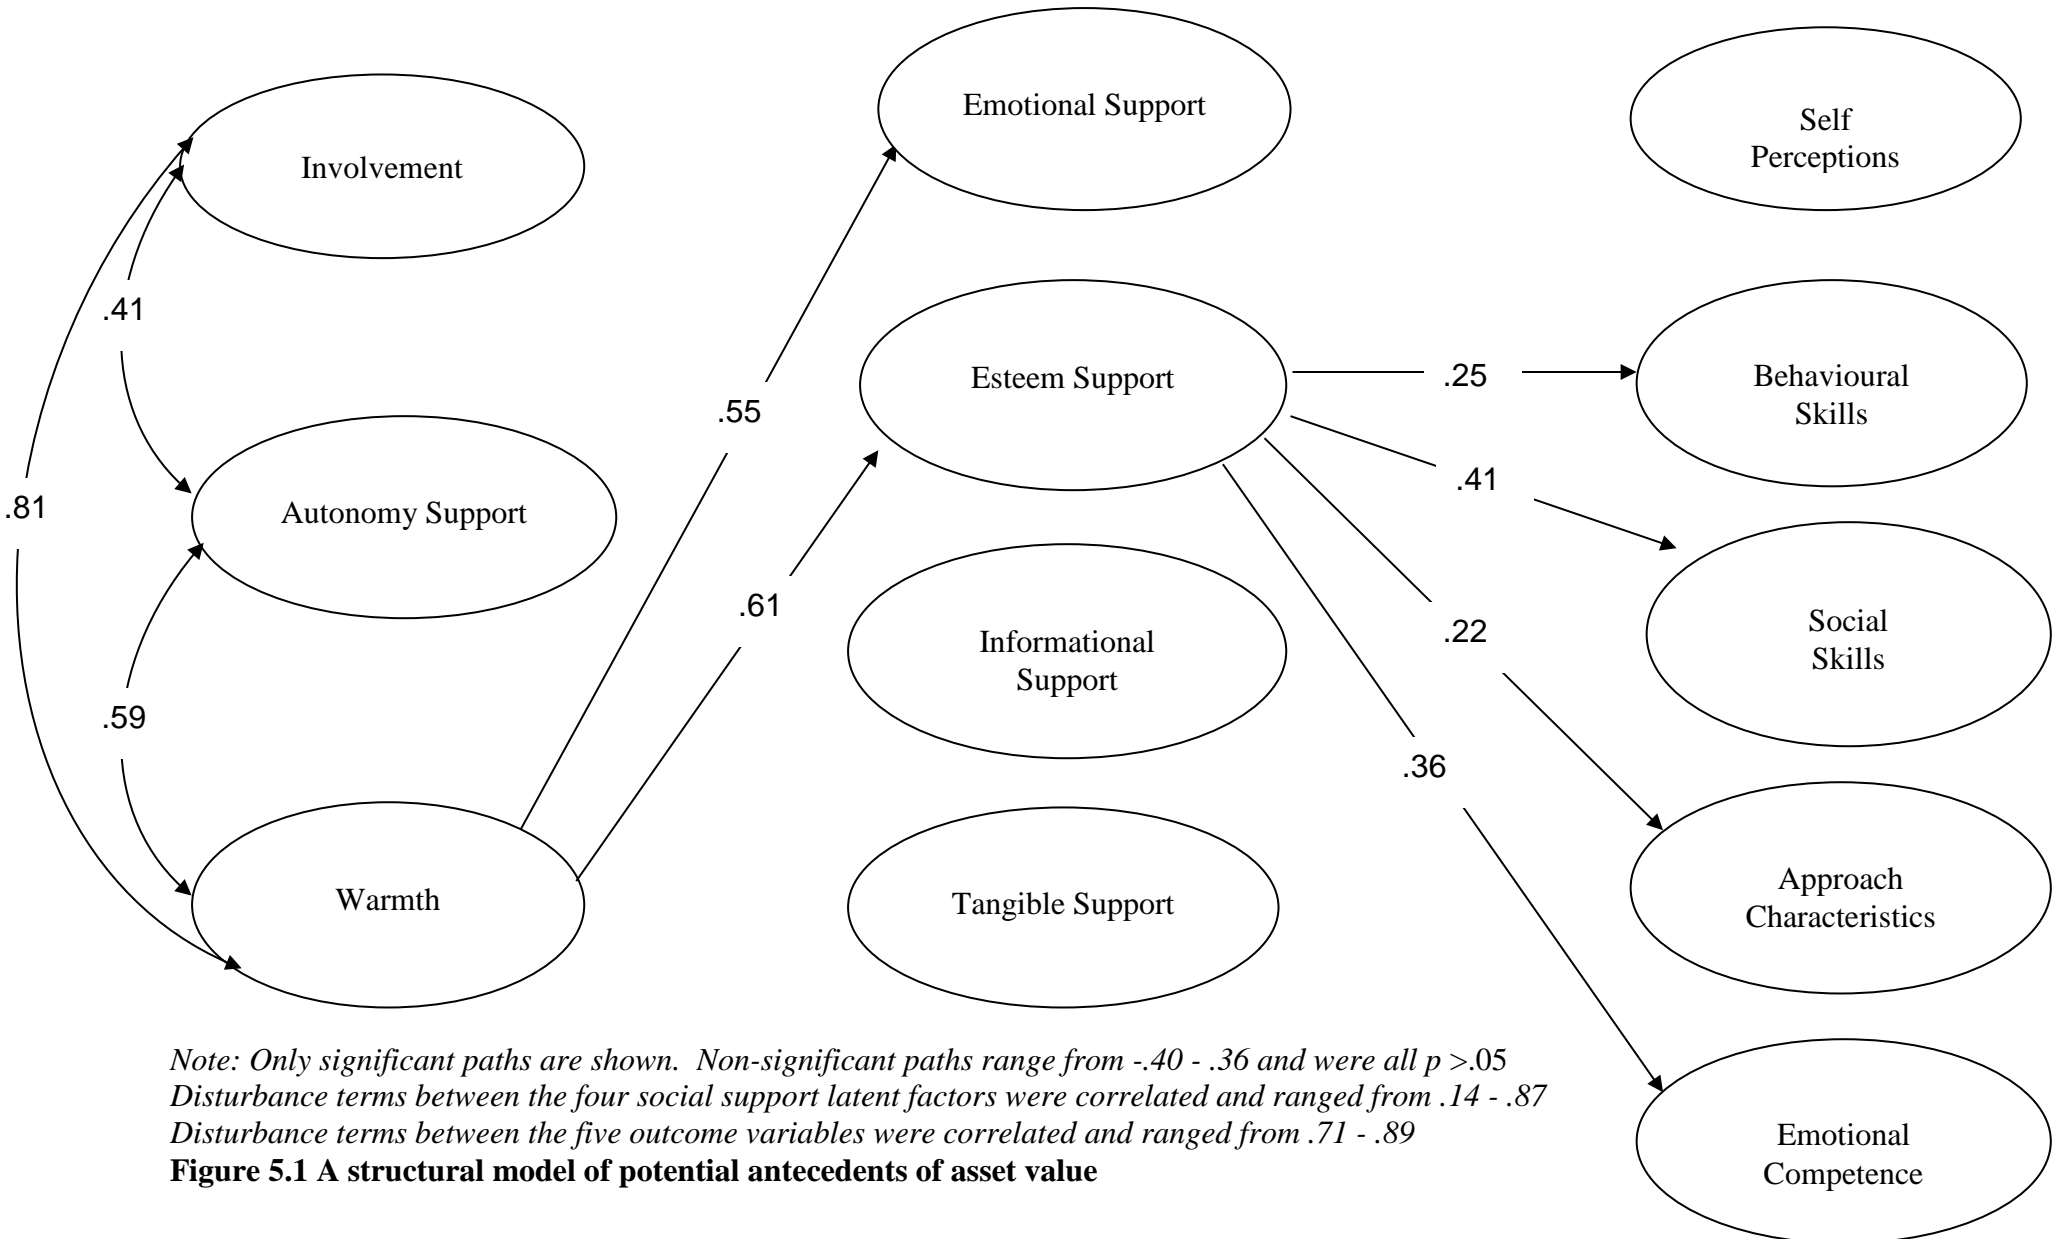 Involvement
Emotional Support
Self
Perceptions
.41
.55
Esteem Support
.25
Behavioural
Skills
.81
Autonomy Support
.61
.41
Informational
Support
.22
Social
Skills
.59
.36
Warmth
Tangible Support
Approach
Characteristics
Emotional
Competence
Note: Only significant paths are shown.  Non-significant paths range from -.40 - .36 and were all p >.05
Disturbance terms between the four social support latent factors were correlated and ranged from .14 - .87
Disturbance terms between the five outcome variables were correlated and ranged from .71 - .89
Figure 5.1 A structural model of potential antecedents of asset value